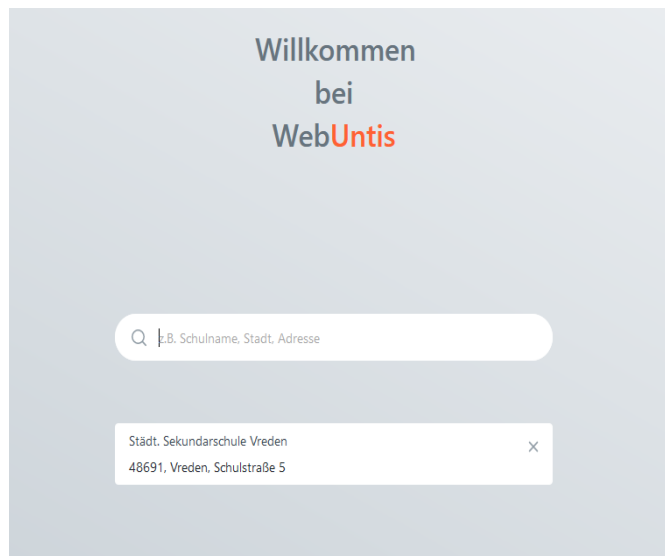 Willkommen
bei
WebUntis
z.B. Schulname, Stadt, Adresse
Städt. Sekundarschule Vreden
48691, Vreden, Schulstraße 5